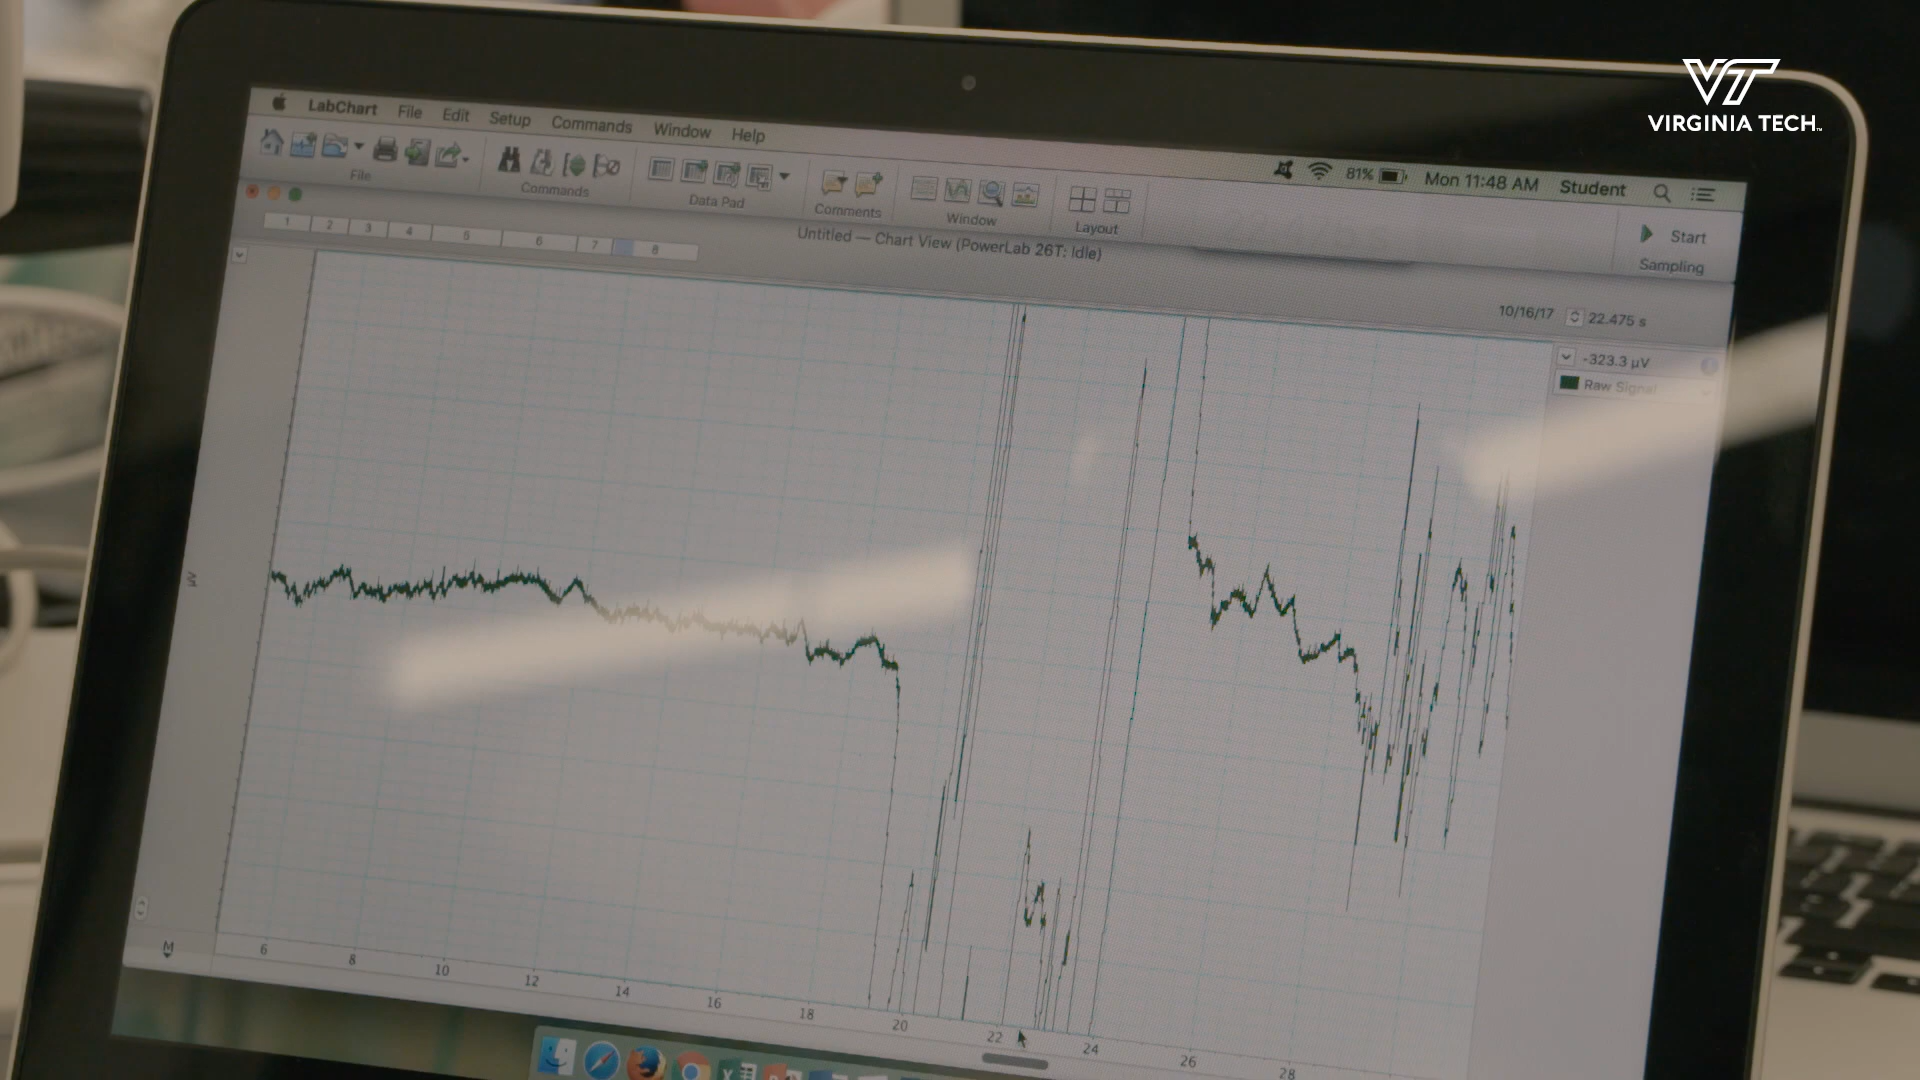 VT
VIRGINIA TECH™
LabChart File Edit Setup Commands Window Help
81% Mon 11:48 AM Student
File Commands Data Pad Comments Window Layout
Start
Sampling
1 2 3 4 5 6 7 8
Untitled — Chart View (PowerLab 26T: Idle)
10/16/17 22.475 s
-323.3 µV
Raw Signal
µV
M
6 8 10 12 14 16 18 20 22 24 26 28